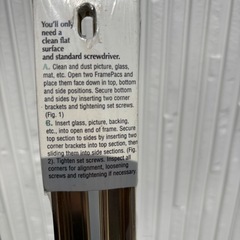 You'll only
need a
clean flat
surface
and standard screwdriver.
A. Clean and dust picture, glass,
mat, etc. Open two FramePacs and
place them face down in top, bottom
and side positions. Secure bottom
and sides by inserting two corner
brackets and tightening set screws.
(Fig. 1)
B. Insert glass, picture, backing,
etc., into open end of frame. Secure
top section to sides by inserting two
corner brackets into top section, then
sliding them into side sections. (Fig.
2). Tighten set screws. Inspect all
corners for alignment, loosening
screws and retightening if necessary